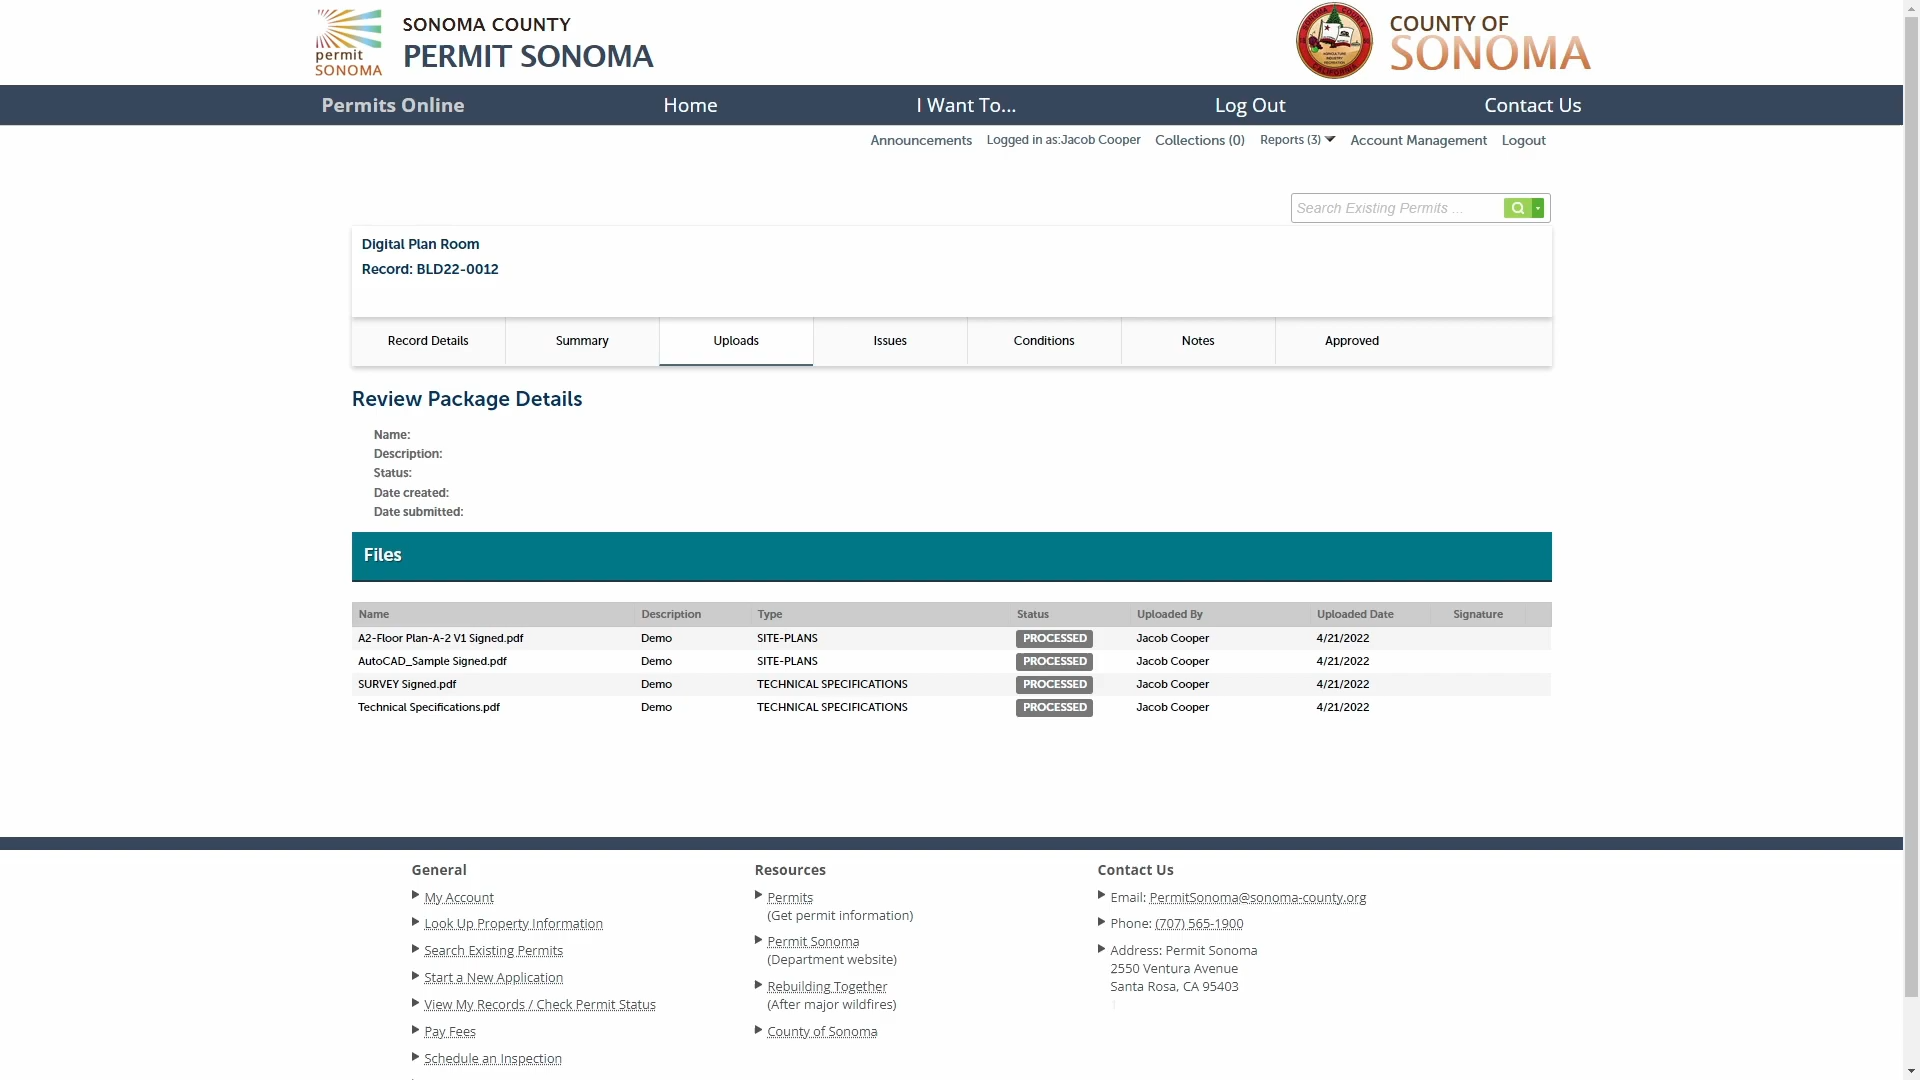 permit
SONOMA
SONOMA COUNTY
PERMIT SONOMA
COUNTY OF
SONOMA
Permits Online Home I Want To... Log Out Contact Us
Announcements Logged in as:Jacob Cooper Collections (0) Reports (3) Account Management Logout
Search Existing Permits ...
Digital Plan Room
Record: BLD22-0012
Record Details Summary Uploads Issues Conditions Notes Approved
Review Package Details
Name:
Description:
Status:
Date created:
Date submitted:
Files
Name Description Type Status Uploaded By Uploaded Date Signature
A2-Floor Plan-A-2 V1 Signed.pdf Demo SITE-PLANS PROCESSED Jacob Cooper 4/21/2022
AutoCAD_Sample Signed.pdf Demo SITE-PLANS PROCESSED Jacob Cooper 4/21/2022
SURVEY Signed.pdf Demo TECHNICAL SPECIFICATIONS PROCESSED Jacob Cooper 4/21/2022
Technical Specifications.pdf Demo TECHNICAL SPECIFICATIONS PROCESSED Jacob Cooper 4/21/2022
General
My Account
Look Up Property Information
Search Existing Permits
Start a New Application
View My Records / Check Permit Status
Pay Fees
Schedule an Inspection
Resources
Permits
(Get permit information)
Permit Sonoma
(Department website)
Rebuilding Together
(After major wildfires)
County of Sonoma
Contact Us
Email: PermitSonoma@sonoma-county.org
Phone: (707) 565-1900
Address: Permit Sonoma
2550 Ventura Avenue
Santa Rosa, CA 95403